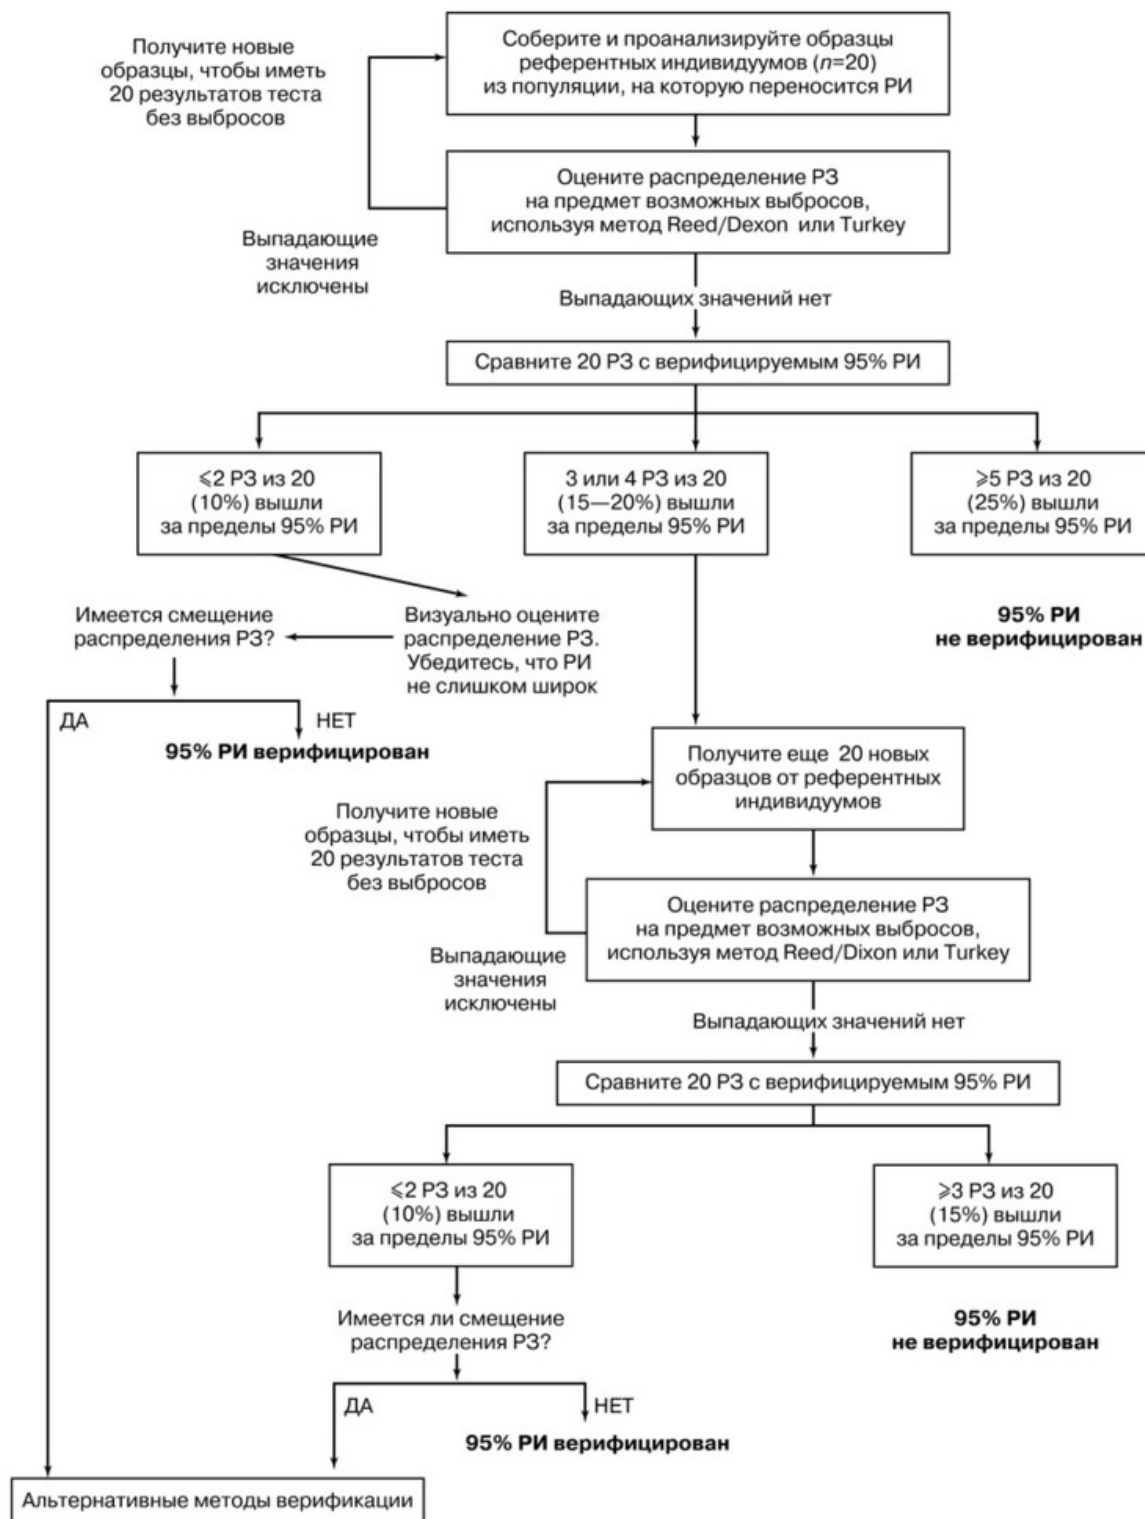 Получите новые
образцы, чтобы иметь
20 результатов теста
без выбросов
Соберите и проанализируйте образцы
референтных индивидуумов (n=20)
из популяции, на которую переносится РИ
Оцените распределение РЗ
на предмет возможных выбросов,
используя метод Reed/Dexon или Turkey
Выпадающие
значения
исключены
Выпадающих значений нет
Сравните 20 РЗ с верифицируемым 95% РИ
⩽2 РЗ из 20
(10%) вышли
за пределы 95% РИ
3 или 4 РЗ из 20
(15—20%) вышли
за пределы 95% РИ
⩾5 РЗ из 20
(25%) вышли
за пределы 95% РИ
Имеется смещение
распределения РЗ?
Визуально оцените
распределение РЗ.
Убедитесь, что РИ
не слишком широк
95% РИ
не верифицирован
ДА
НЕТ
95% РИ верифицирован
Получите еще 20 новых
образцов от референтных
индивидуумов
Получите новые
образцы, чтобы иметь
20 результатов теста
без выбросов
Оцените распределение РЗ
на предмет возможных выбросов,
используя метод Reed/Dixon или Turkey
Выпадающие
значения
исключены
Выпадающих значений нет
Сравните 20 РЗ с верифицируемым 95% РИ
⩽2 РЗ из 20
(10%) вышли
за пределы 95% РИ
⩾3 РЗ из 20
(15%) вышли
за пределы 95% РИ
Имеется ли смещение
распределения РЗ?
95% РИ
не верифицирован
ДА
НЕТ
95% РИ верифицирован
Альтернативные методы верификации